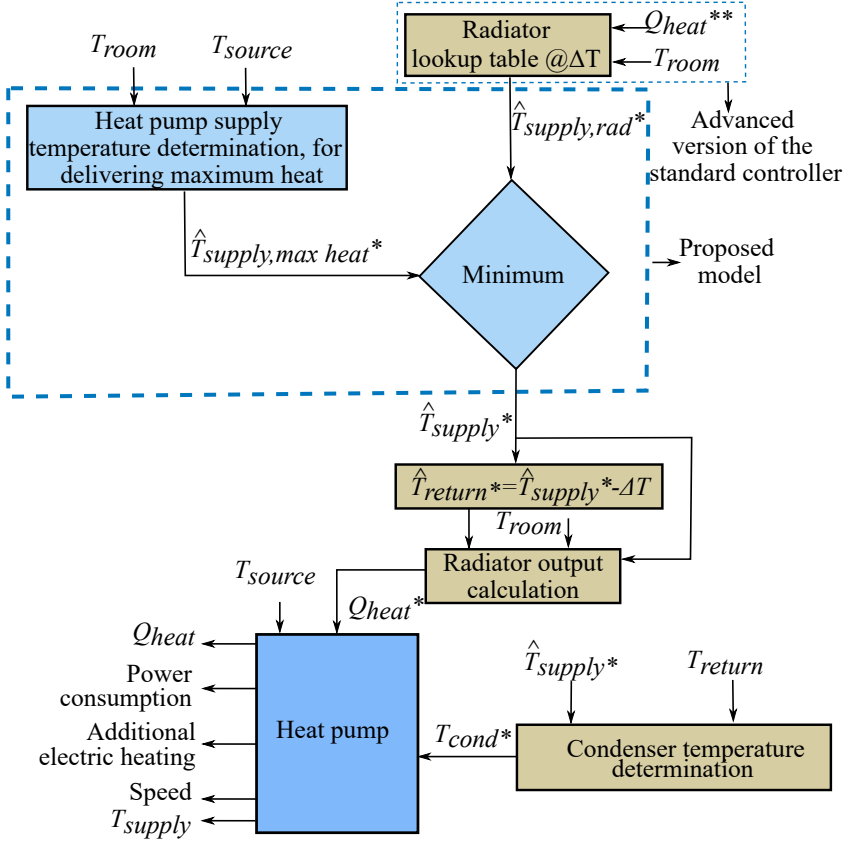 T_room
T_source
Radiator
lookup table @ΔT
Q_heat**
T_room
Heat pump supply
temperature determination, for
delivering maximum heat
T̂_supply,rad*
Advanced
version of the
standard controller
T̂_supply,max heat*
Minimum
Proposed
model
T̂_supply*
T̂_return*=T̂_supply*-ΔT
T_room
Radiator output
calculation
T_source
Q_heat*
Q_heat
Power
consumption
Additional
electric heating
Speed
T_supply
Heat pump
T_cond*
T̂_supply*
T_return
Condenser temperature
determination